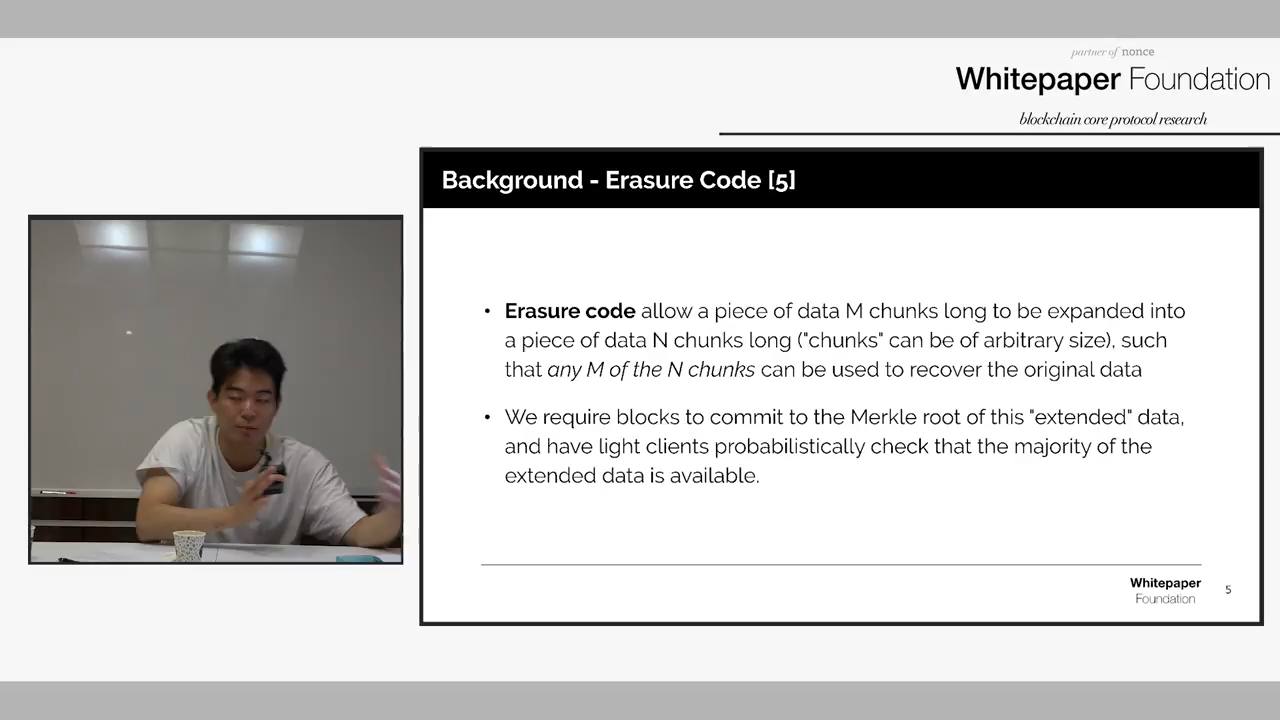 partner of nonce
Whitepaper Foundation
blockchain core protocol research
Background - Erasure Code [5]
• Erasure code allow a piece of data M chunks long to be expanded into
a piece of data N chunks long ("chunks" can be of arbitrary size), such
that any M of the N chunks can be used to recover the original data
• We require blocks to commit to the Merkle root of this "extended" data,
and have light clients probabilistically check that the majority of the
extended data is available.
Whitepaper
Foundation
5